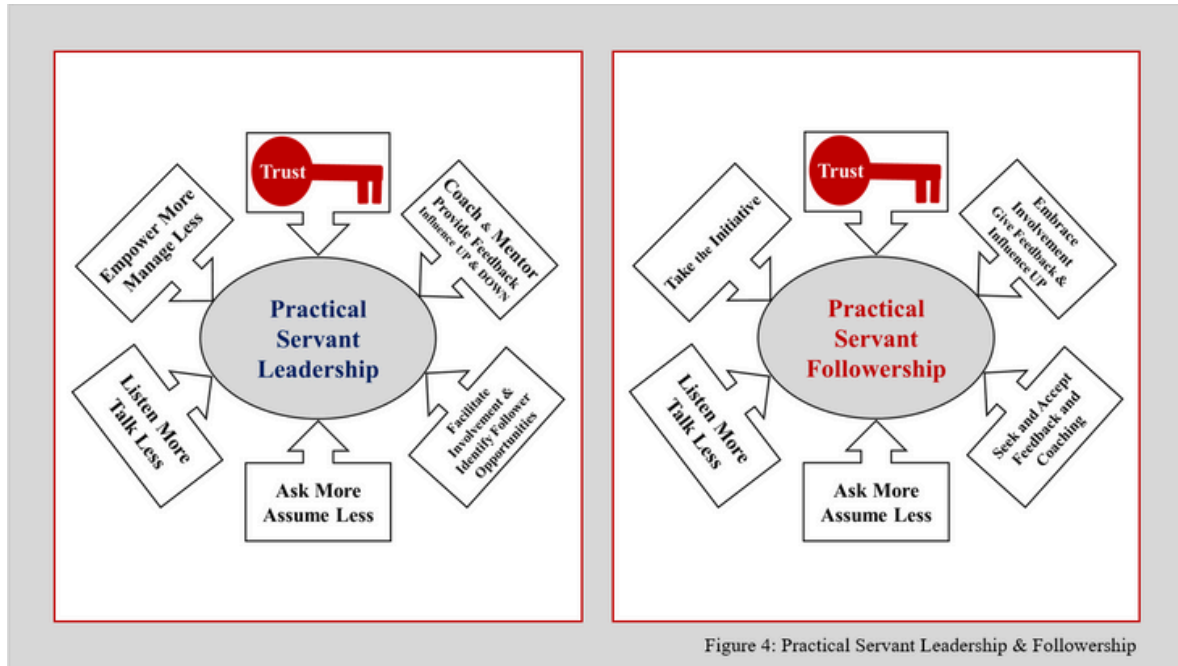 Trust
Coach & Mentor
Provide Feedback
Influence UP & DOWN
Facilitate
Involvement &
Identify Follower
Opportunities
Ask More
Assume Less
Listen More
Talk Less
Empower More
Manage Less
Practical
Servant
Leadership
Trust
Embrace
Involvement
Give Feedback &
Influence UP
Seek and Accept
Feedback and
Coaching
Ask More
Assume Less
Listen More
Talk Less
Take the Initiative
Practical
Servant
Followership
Figure 4: Practical Servant Leadership & Followership